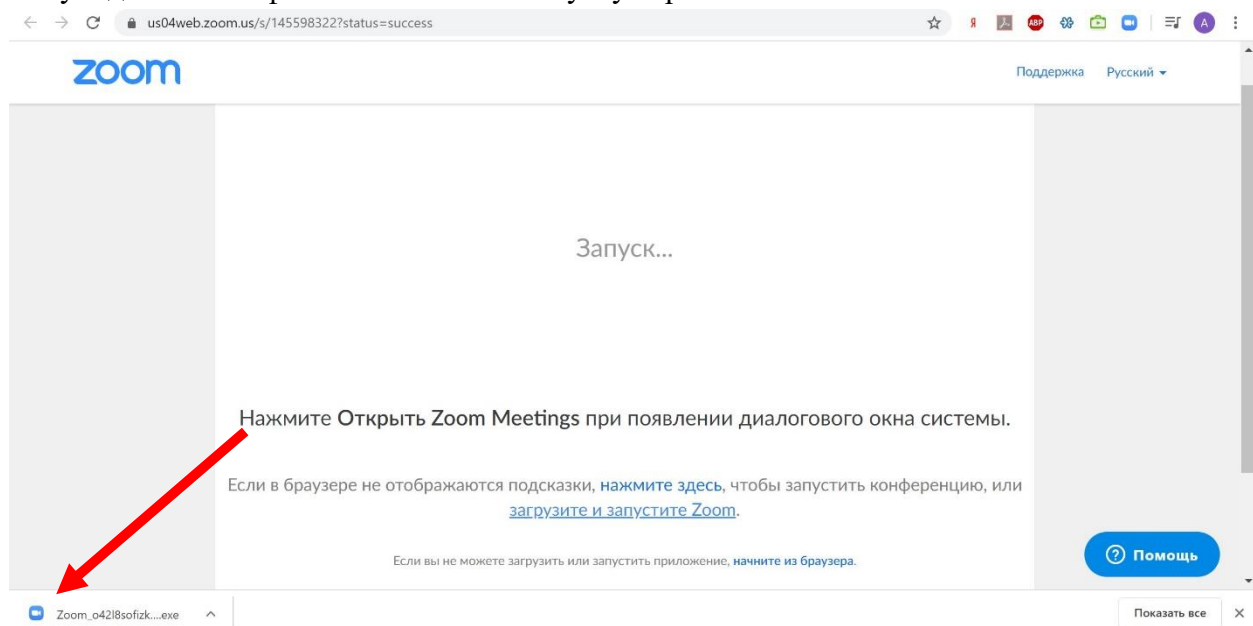 us04web.zoom.us/s/145598322?status=success
Я
ABP
A
zoom
Поддержка Русский
Запуск...
Нажмите Открыть Zoom Meetings при появлении диалогового окна системы.
Если в браузере не отображаются подсказки, нажмите здесь, чтобы запустить конференцию, или
загрузите и запустите Zoom.
Если вы не можете загрузить или запустить приложение, начните из браузера.
? Помощь
Zoom_o42l8sofizk....exe
Показать все